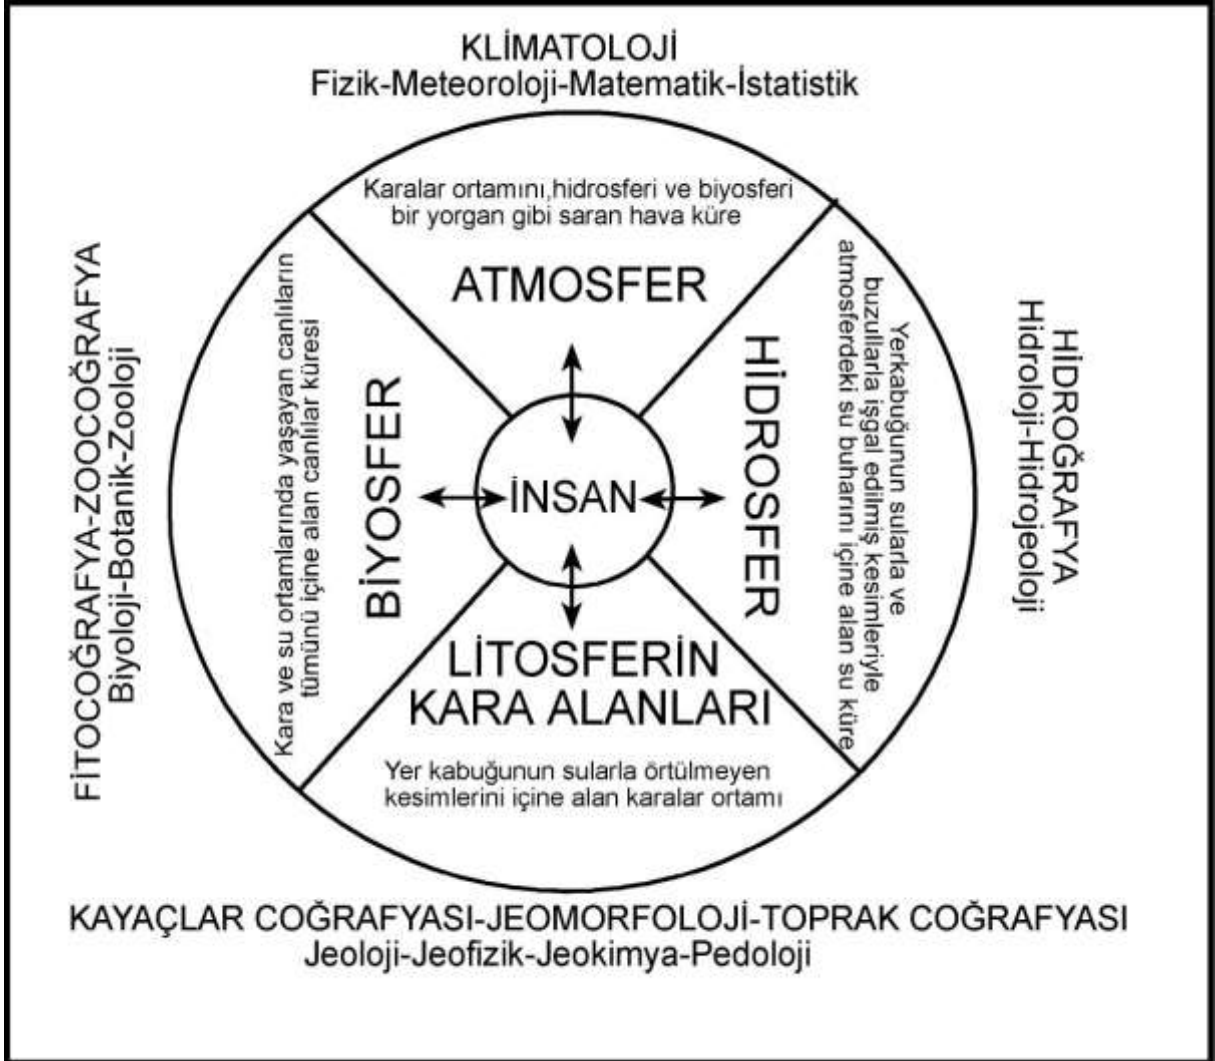 KLİMATOLOJİ
Fizik-Meteoroloji-Matematik-İstatistik
Karalar ortamını,hidrosferi ve biyosferi
bir yorgan gibi saran hava küre
ATMOSFER
FİTOCOĞRAFYA-ZOOCOĞRAFYA
Biyoloji-Botanik-Zooloji
Kara ve su ortamlarında yaşayan canlıların
tümünü içine alan canlılar küresi
BİYOSFER
İNSAN
HİDROSFER
Yerkabuğunun sularla ve
buzullarla işgal edilmiş kesimleriyle
atmosferdeki su buharını içine alan su küre
HİDROĞRAFYA
Hidroloji-Hidrojeoloji
LİTOSFERİN
KARA ALANLARI
Yer kabuğunun sularla örtülmeyen
kesimlerini içine alan karalar ortamı
KAYAÇLAR COĞRAFYASI-JEOMORFOLOJİ-TOPRAK COĞRAFYASI
Jeoloji-Jeofizik-Jeokimya-Pedoloji